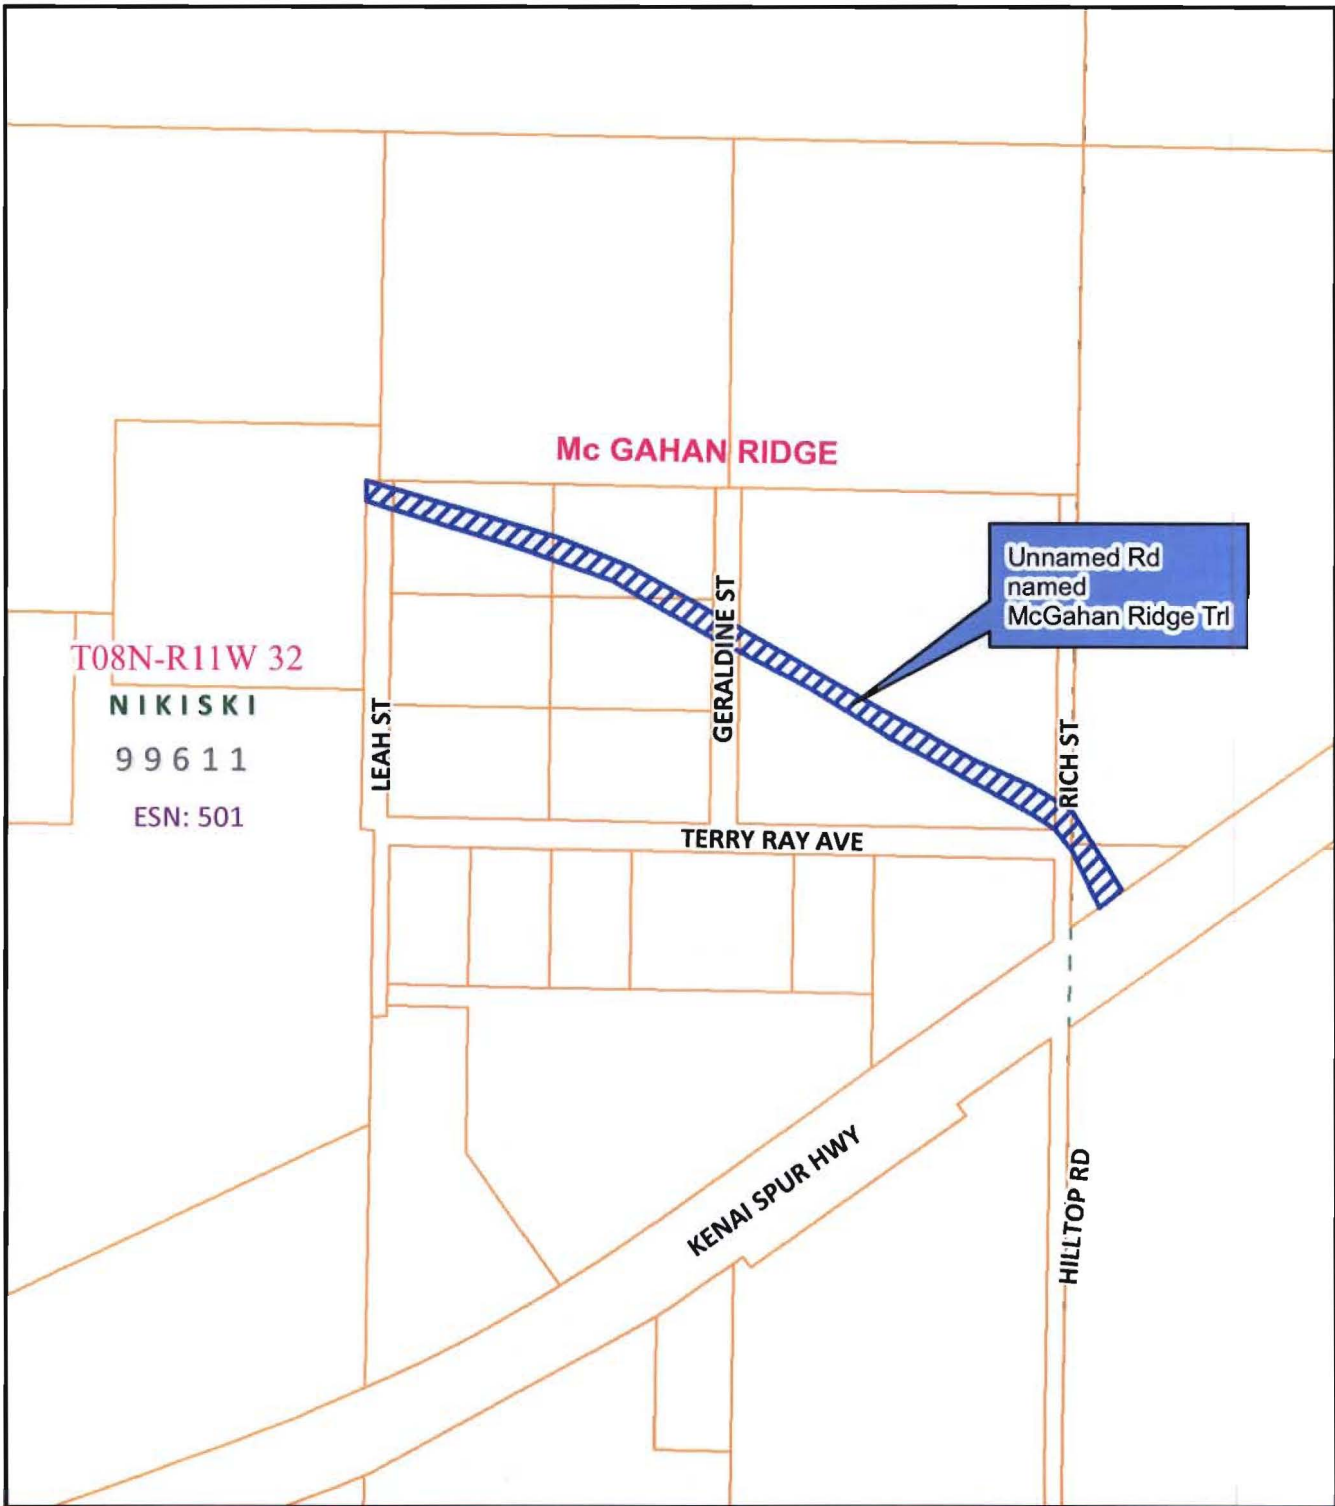 Mc GAHAN RIDGE
Unnamed Rd
named
McGahan Ridge Trl
T08N-R11W 32
NIKISKI
99611
ESN: 501
LEAH ST
GERALDINE ST
RICH ST
TERRY RAY AVE
KENAI SPUR HWY
HILLTOP RD